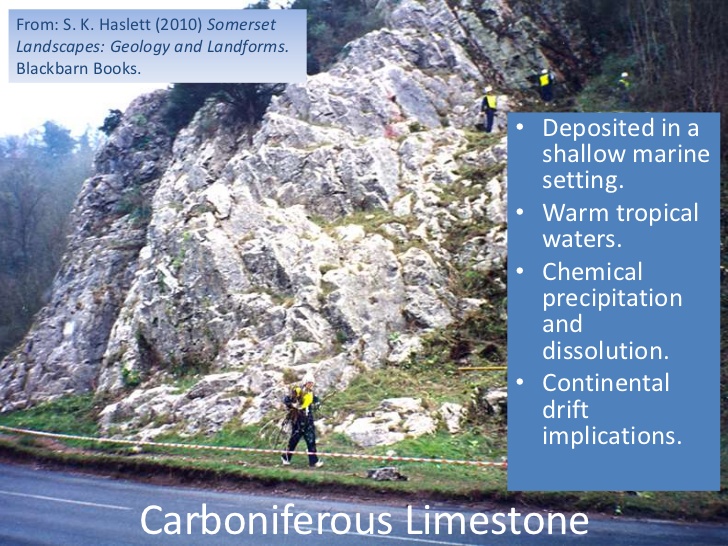 From: S. K. Haslett (2010) Somerset
Landscapes: Geology and Landforms.
Blackbarn Books.
• Deposited in a
shallow marine
setting.
• Warm tropical
waters.
• Chemical
precipitation
and
dissolution.
• Continental
drift
implications.
Carboniferous Limestone